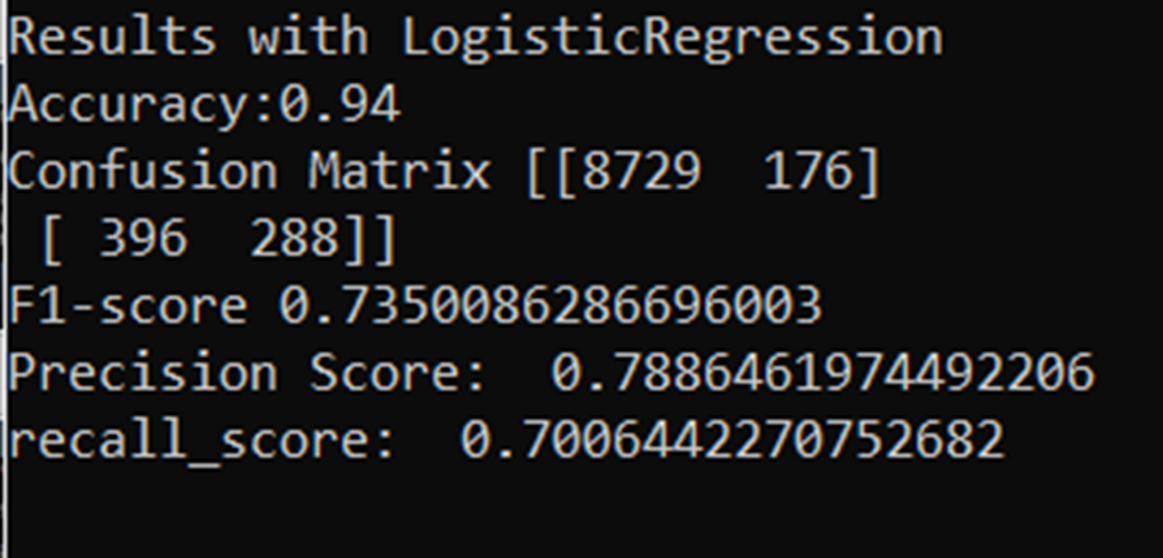 Results with LogisticRegression
Accuracy:0.94
Confusion Matrix [[8729  176]
 [ 396  288]]
F1-score 0.7350086286696003
Precision Score:  0.7886461974492206
recall_score:  0.7006442270752682